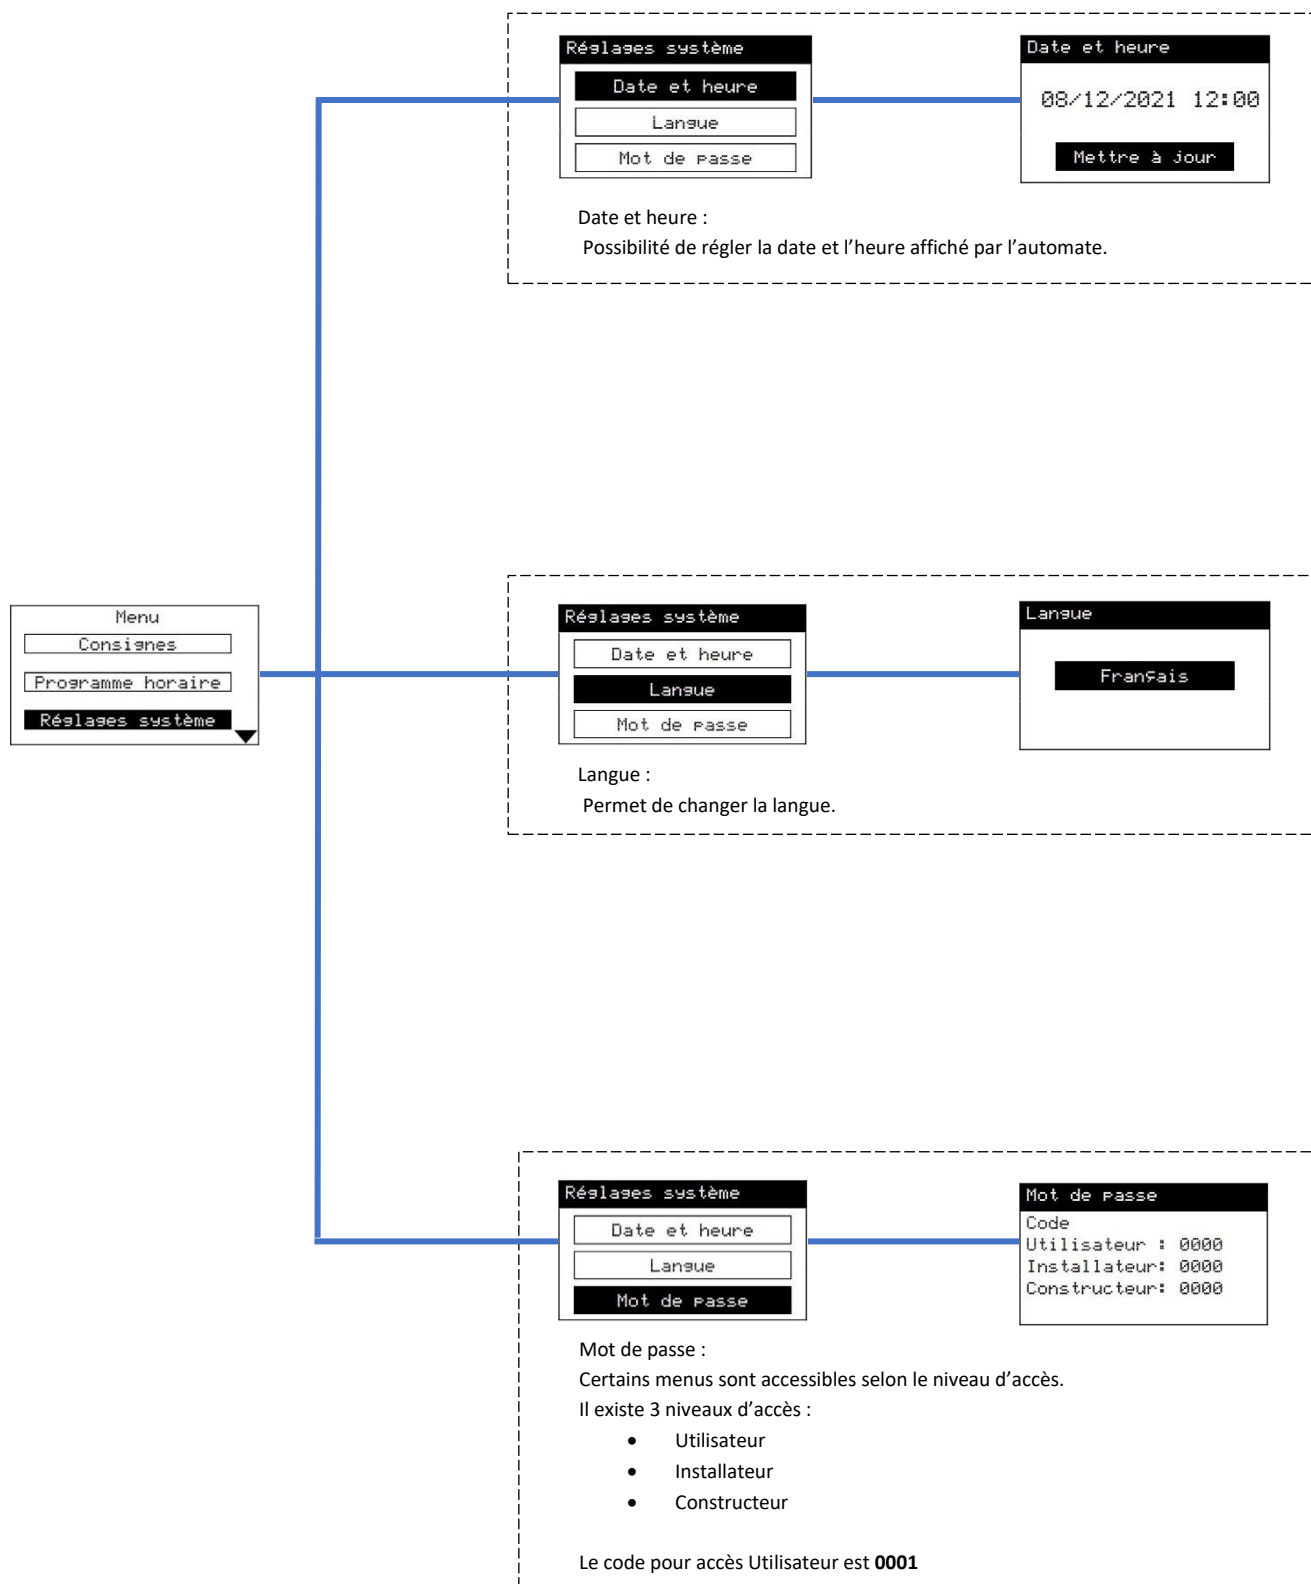 Réglages système
Date et heure
Langue
Mot de passe
Date et heure
08/12/2021 12:00
Mettre à jour
Date et heure :
Possibilité de régler la date et l’heure affiché par l’automate.
Menu
Consignes
Programme horaire
Réglages système
Réglages système
Date et heure
Langue
Mot de passe
Langue
Français
Langue :
Permet de changer la langue.
Réglages système
Date et heure
Langue
Mot de passe
Mot de passe
Code
Utilisateur : 0000
Installateur: 0000
Constructeur: 0000
Mot de passe :
Certains menus sont accessibles selon le niveau d’accès.
Il existe 3 niveaux d’accès :
• Utilisateur
• Installateur
• Constructeur
Le code pour accès Utilisateur est 0001